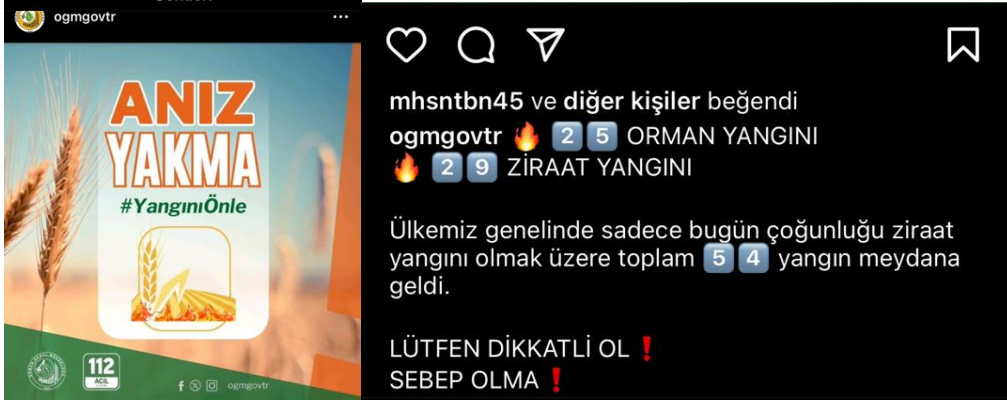 ogmgovtr
ANIZ
YAKMA
#YangınıÖnle
112
ACİL
ogmgovtr
mhsntbn45 ve diğer kişiler beğendi
ogmgovtr 🔥 2️⃣5️⃣ ORMAN YANGINI
🔥 2️⃣9️⃣ ZİRAAT YANGINI
Ülkemiz genelinde sadece bugün çoğunluğu ziraat
yangını olmak üzere toplam 5️⃣4️⃣ yangın meydana
geldi.
LÜTFEN DİKKATLİ OL❗
SEBEP OLMA❗